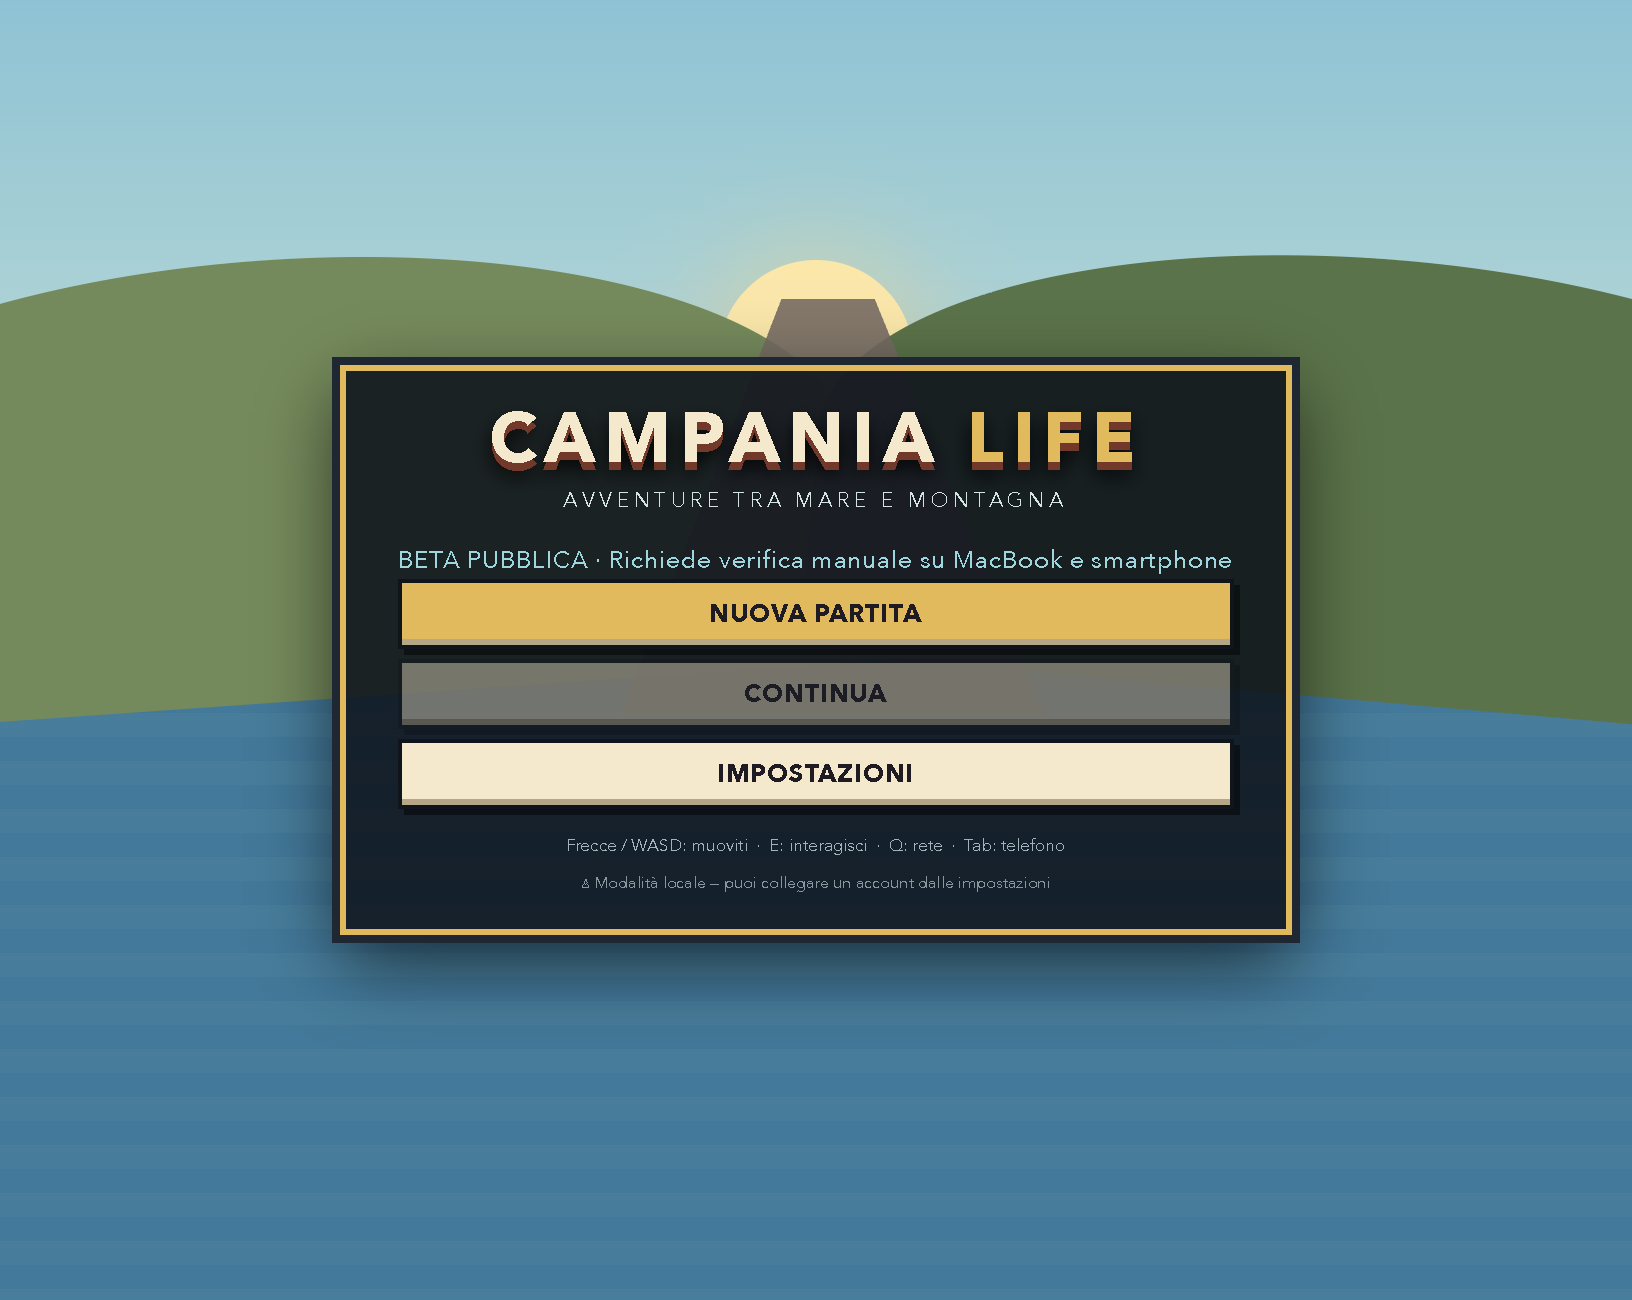 CAMPANIA LIFE
AVVENTURE TRA MARE E MONTAGNA
BETA PUBBLICA · Richiede verifica manuale su MacBook e smartphone
NUOVA PARTITA
CONTINUA
IMPOSTAZIONI
Frecce / WASD: muoviti · E: interagisci · Q: rete · Tab: telefono
Modalità locale — puoi collegare un account dalle impostazioni